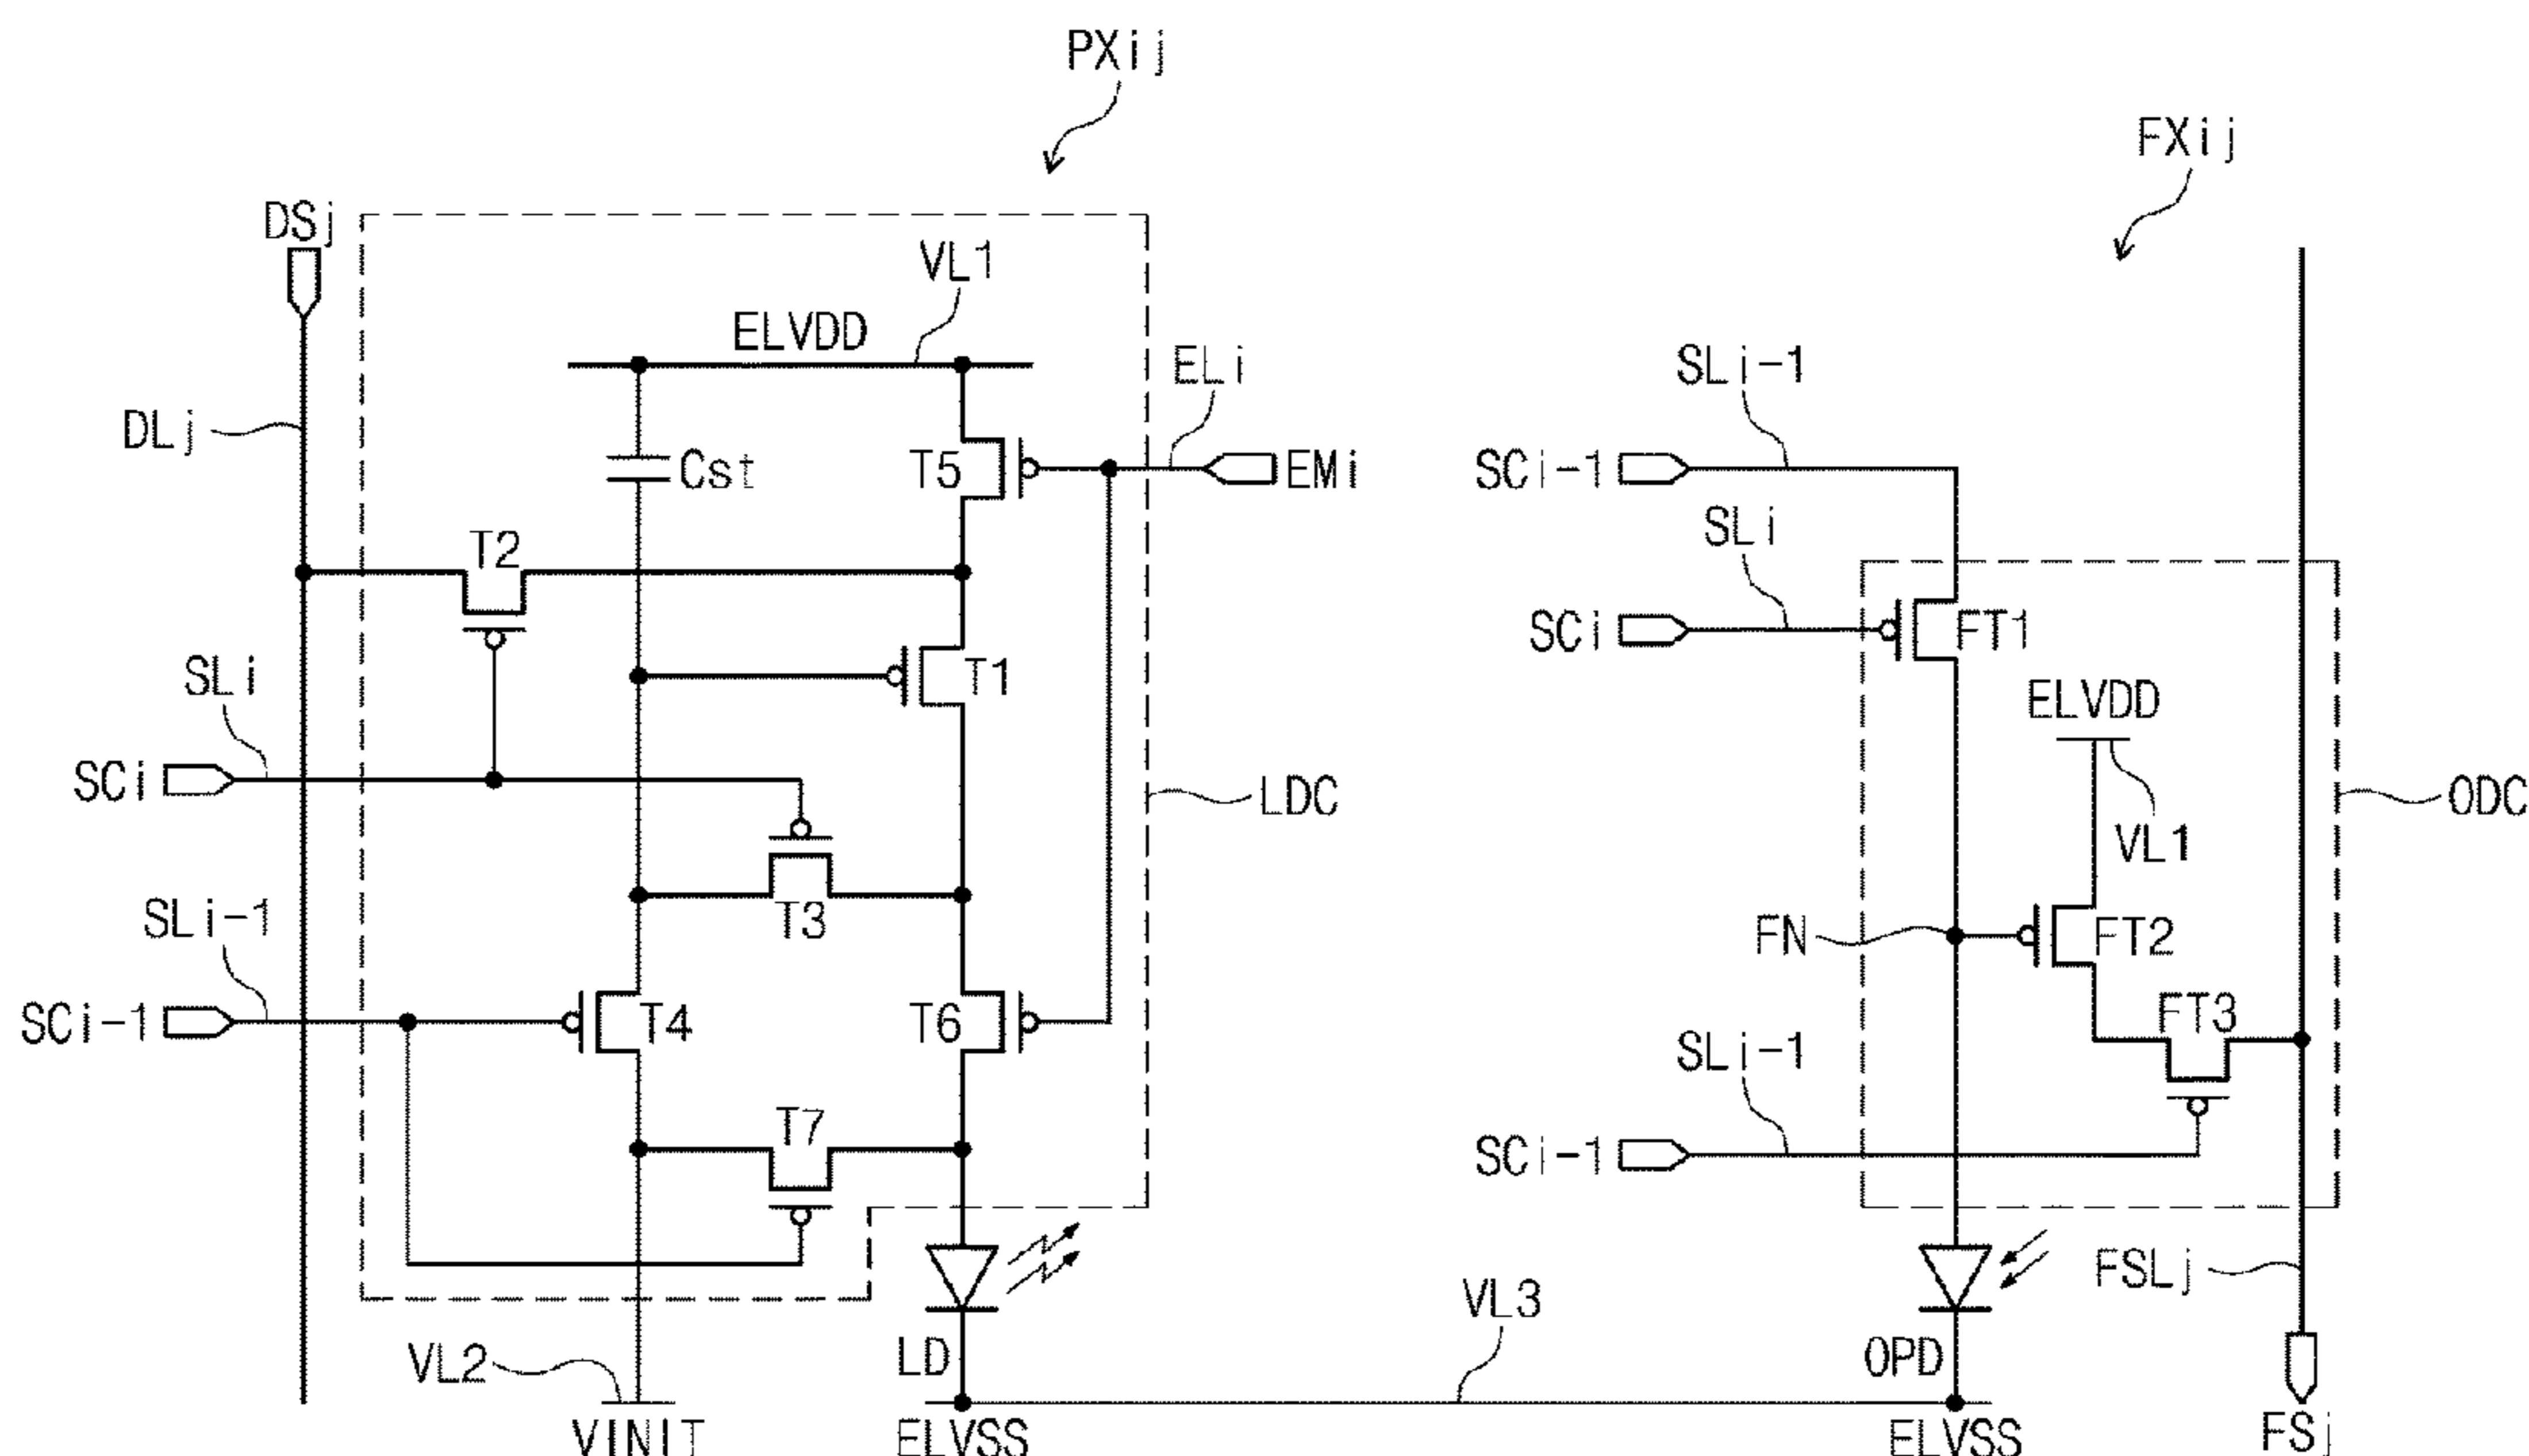 PXij
FXij
DSj
VL1
ELVDD
ELi
SLi-1
DLj
Cst
T5
EMi
SCi-1
SLi
T2
SCi
FT1
SLi
T1
ELVDD
SCi
LDC
ODC
VL1
T3
SLi-1
FN
FT2
SCi-1
T4
T6
FT3
SLi-1
T7
SCi-1
FSLj
VL3
VL2
LD
OPD
VINIT
ELVSS
ELVSS
FSj